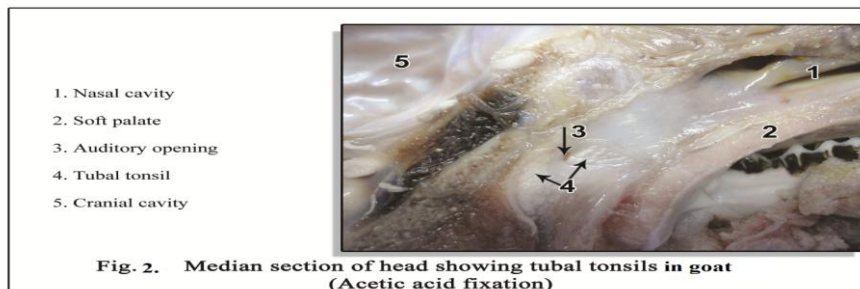 1. Nasal cavity
2. Soft palate
3. Auditory opening
4. Tubal tonsil
5. Cranial cavity
5
1
3
2
4
Fig. 2. Median section of head showing tubal tonsils in goat
(Acetic acid fixation)